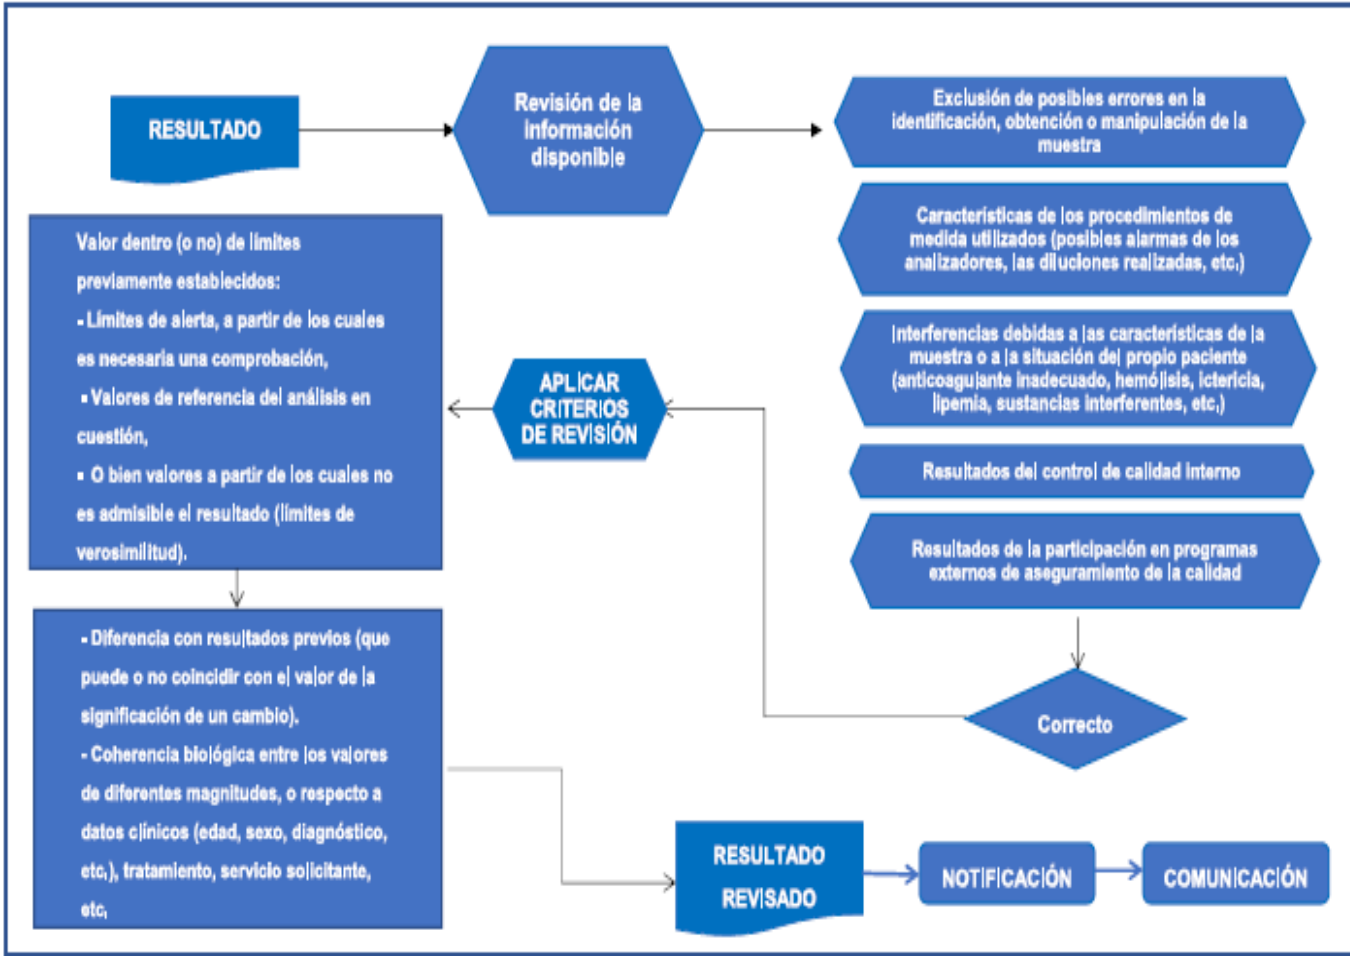 RESULTADO
Revisión de la
información
disponible
Exclusión de posibles errores en la
identificación, obtención o manipulación de la
muestra
Características de los procedimientos de
medida utilizados (posibles alarmas de los
analizadores, las diluciones realizadas, etc.)
Interferencias debidas a las características de la
muestra o a la situación del propio paciente
(anticoagulante inadecuado, hemólisis, ictericia,
lipemia, sustancias interferentes, etc.)
Resultados del control de calidad interno
Resultados de la participación en programas
externos de aseguramiento de la calidad
Correcto
APLICAR
CRITERIOS
DE REVISIÓN
Valor dentro (o no) de límites
previamente establecidos:
- Límites de alerta, a partir de los cuales
es necesaria una comprobación,
- Valores de referencia del análisis en
cuestión,
- O bien valores a partir de los cuales no
es admisible el resultado (límites de
verosimilitud).
- Diferencia con resultados previos (que
puede o no coincidir con el valor de la
significación de un cambio).
- Coherencia biológica entre los valores
de diferentes magnitudes, o respecto a
datos clínicos (edad, sexo, diagnóstico,
etc.), tratamiento, servicio solicitante,
etc.
RESULTADO
REVISADO
NOTIFICACIÓN
COMUNICACIÓN